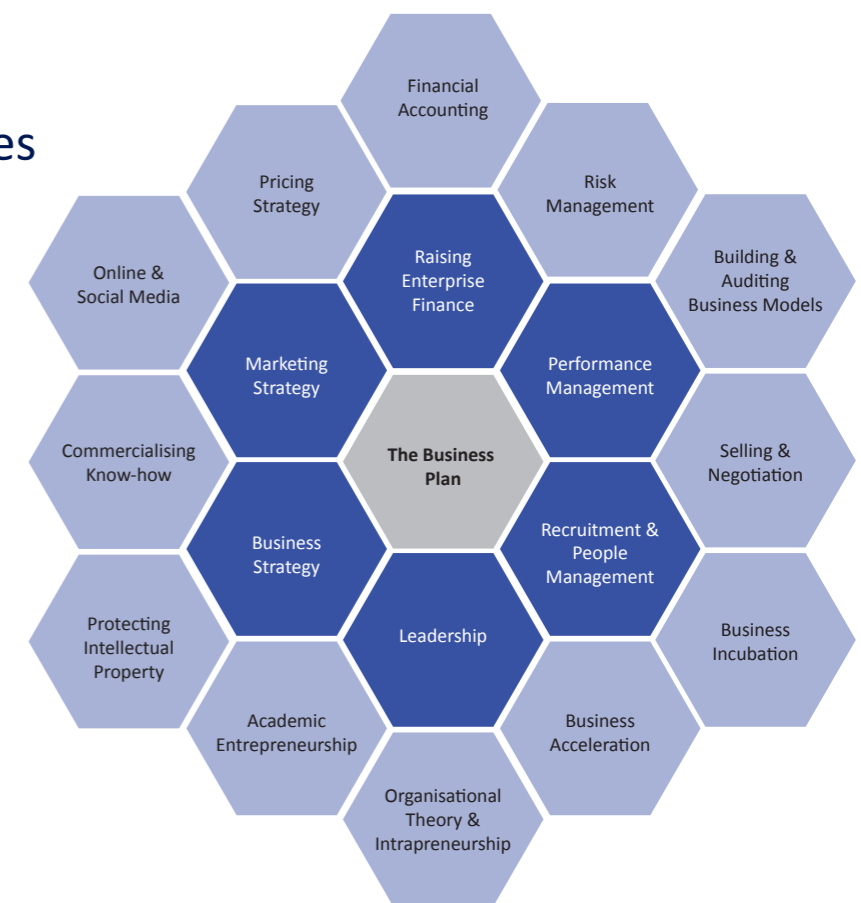 es
Financial
Accounting
Pricing
Strategy
Risk
Management
Online &
Social Media
Raising
Enterprise
Finance
Building &
Auditing
Business Models
Marketing
Strategy
Performance
Management
Commercialising
Know-how
The Business
Plan
Selling &
Negotiation
Business
Strategy
Recruitment &
People
Management
Protecting
Intellectual
Property
Leadership
Business
Incubation
Academic
Entrepreneurship
Business
Acceleration
Organisational
Theory &
Intrapreneurship